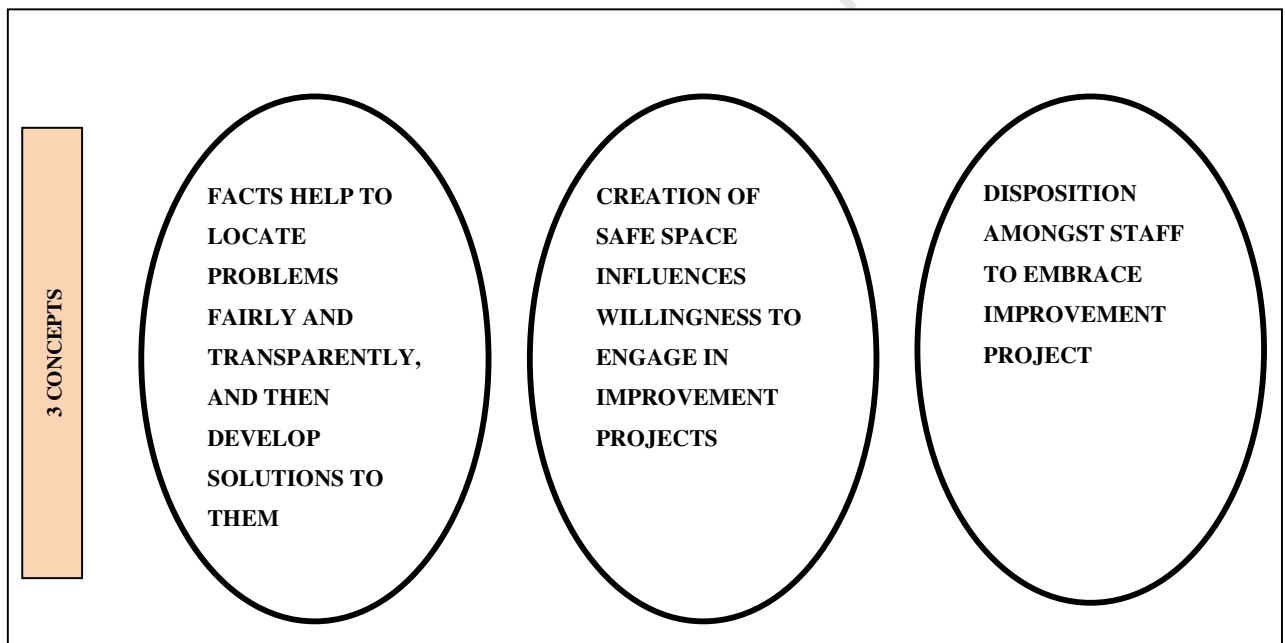 3 CONCEPTS
FACTS HELP TO
LOCATE
PROBLEMS
FAIRLY AND
TRANSPARENTLY,
AND THEN
DEVELOP
SOLUTIONS TO
THEM
CREATION OF
SAFE SPACE
INFLUENCES
WILLINGNESS TO
ENGAGE IN
IMPROVEMENT
PROJECTS
DISPOSITION
AMONGST STAFF
TO EMBRACE
IMPROVEMENT
PROJECT